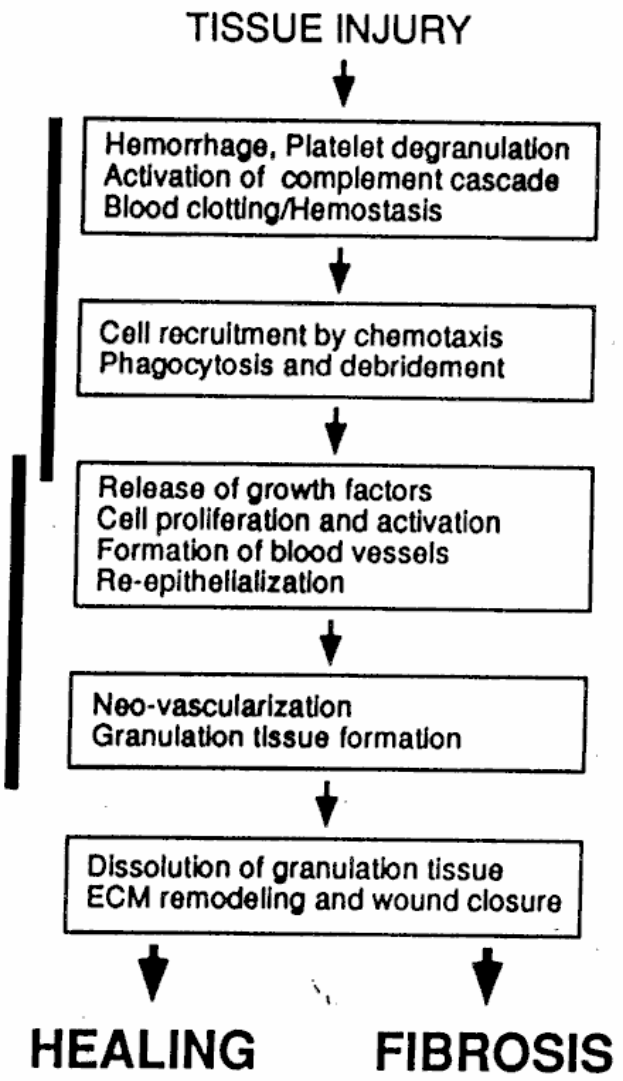 TISSUE INJURY
Hemorrhage, Platelet degranulation
Activation of complement cascade
Blood clotting/Hemostasis
Cell recruitment by chemotaxis
Phagocytosis and debridement
Release of growth factors
Cell proliferation and activation
Formation of blood vessels
Re-epithelialization
Neo-vascularization
Granulation tissue formation
Dissolution of granulation tissue
ECM remodeling and wound closure
HEALING
FIBROSIS